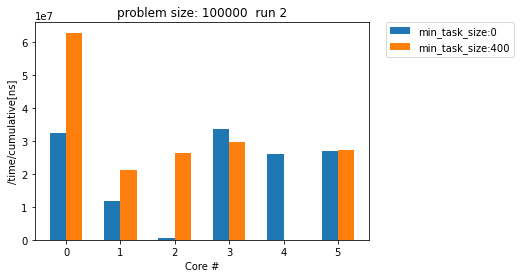 problem size: 100000  run 2
1e7
6
5
4
3
2
1
0
/time/cumulative[ns]
0 1 2 3 4 5
Core #
min_task_size:0
min_task_size:400